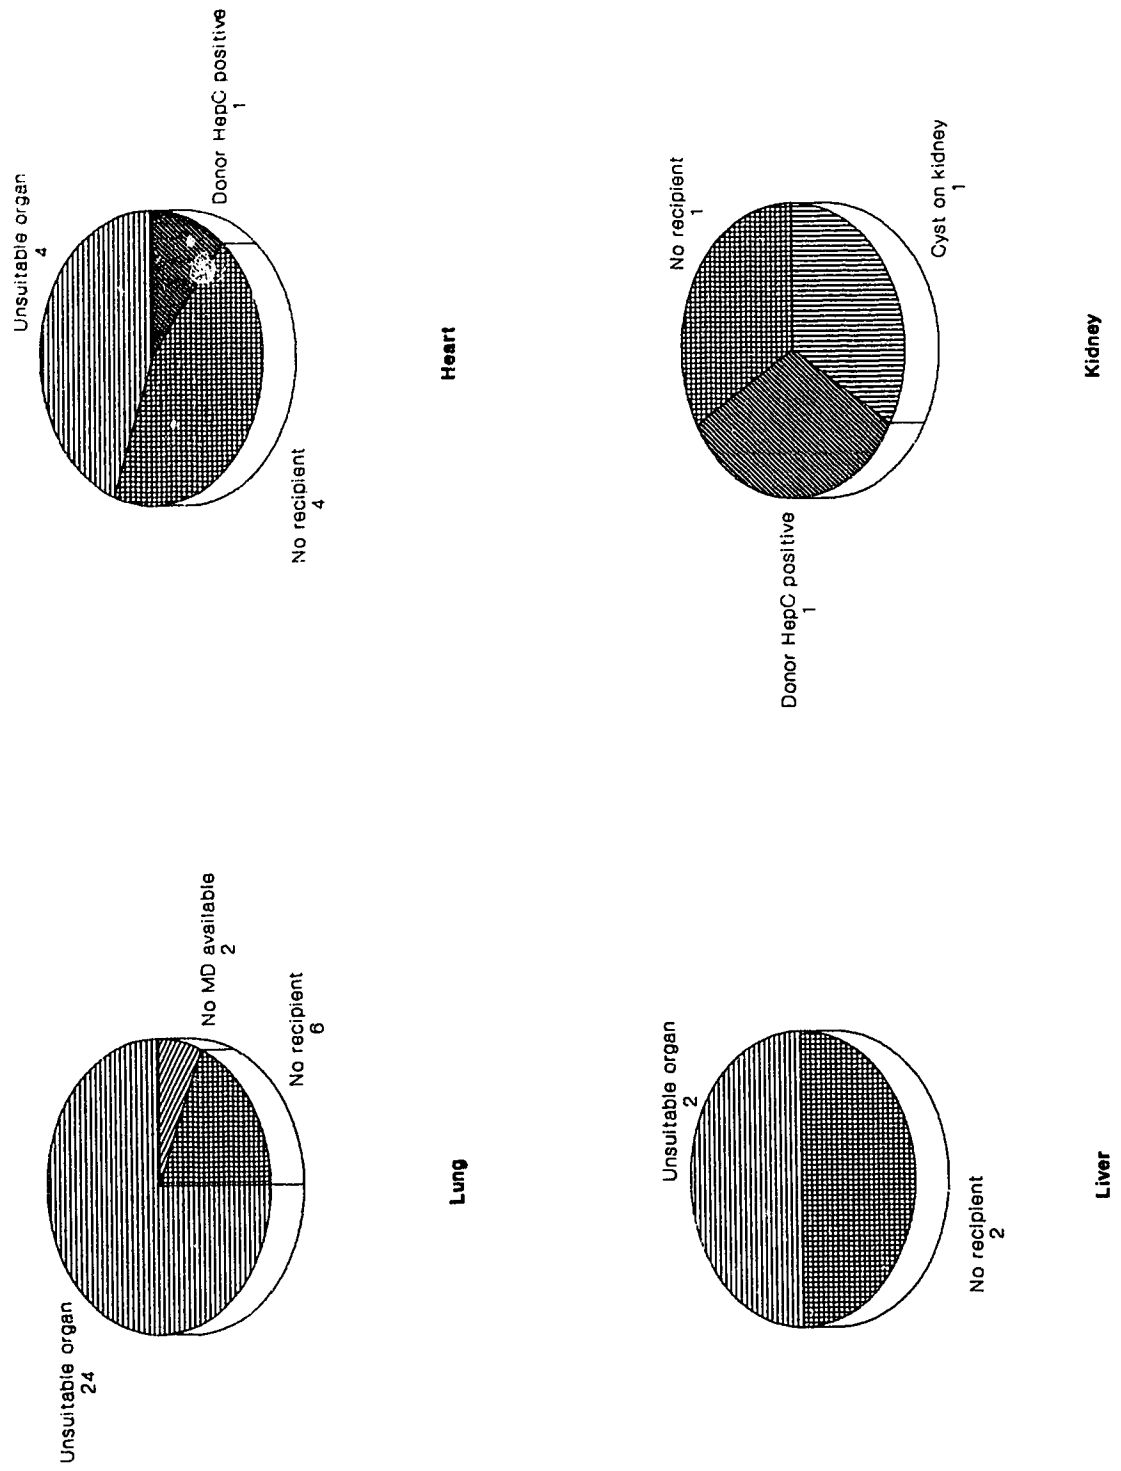 Unsuitable organ
24
No MD available
2
No recipient
6
Lung
Unsuitable organ
4
Donor HepC positive
1
No recipient
4
Heart
Unsuitable organ
2
No recipient
2
Liver
No recipient
1
Donor HepC positive
1
Cyst on kidney
1
Kidney